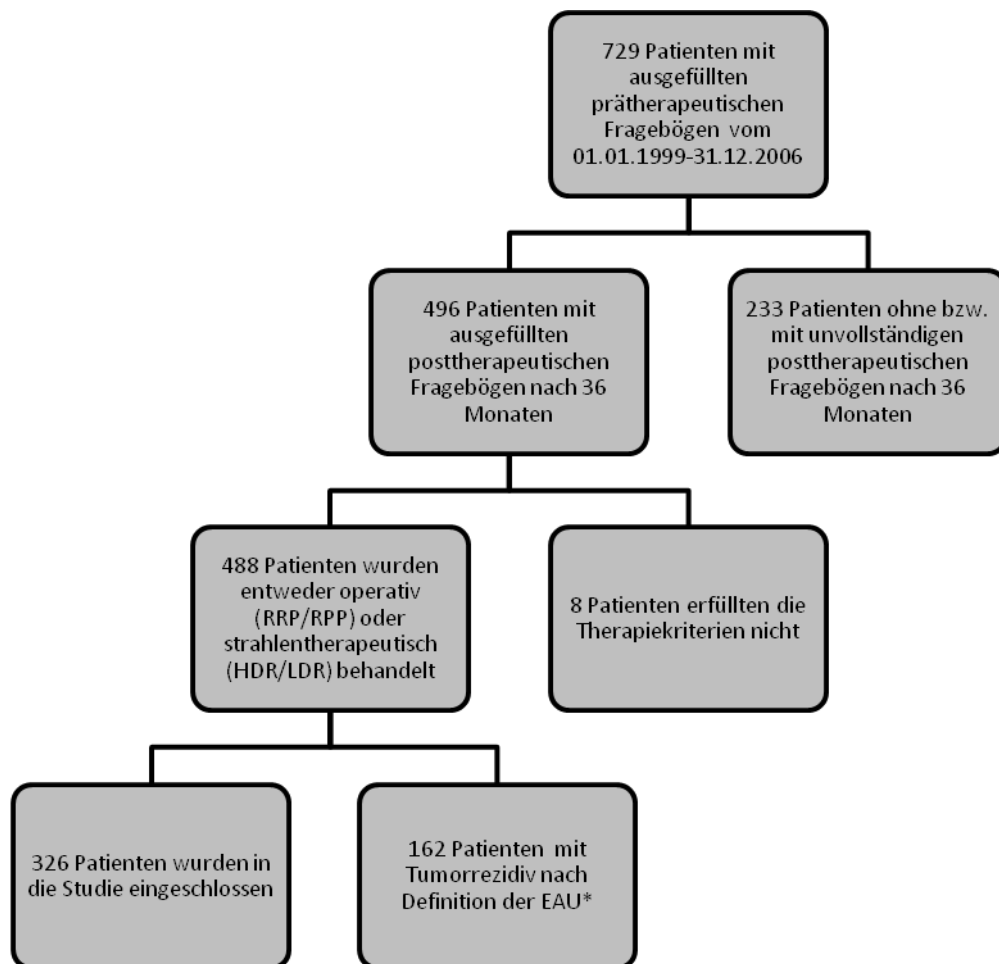 729 Patienten mit
ausgefüllten
prätherapeutischen
Fragebögen vom
01.01.1999-31.12.2006
496 Patienten mit
ausgefüllten
posttherapeutischen
Fragebögen nach 36
Monaten
233 Patienten ohne bzw.
mit unvollständigen
posttherapeutischen
Fragebögen nach 36
Monaten
488 Patienten wurden
entweder operativ
(RRP/RPP) oder
strahlentherapeutisch
(HDR/LDR) behandelt
8 Patienten erfüllten die
Therapiekriterien nicht
326 Patienten wurden in
die Studie eingeschlossen
162 Patienten mit
Tumorrezidiv nach
Definition der EAU*